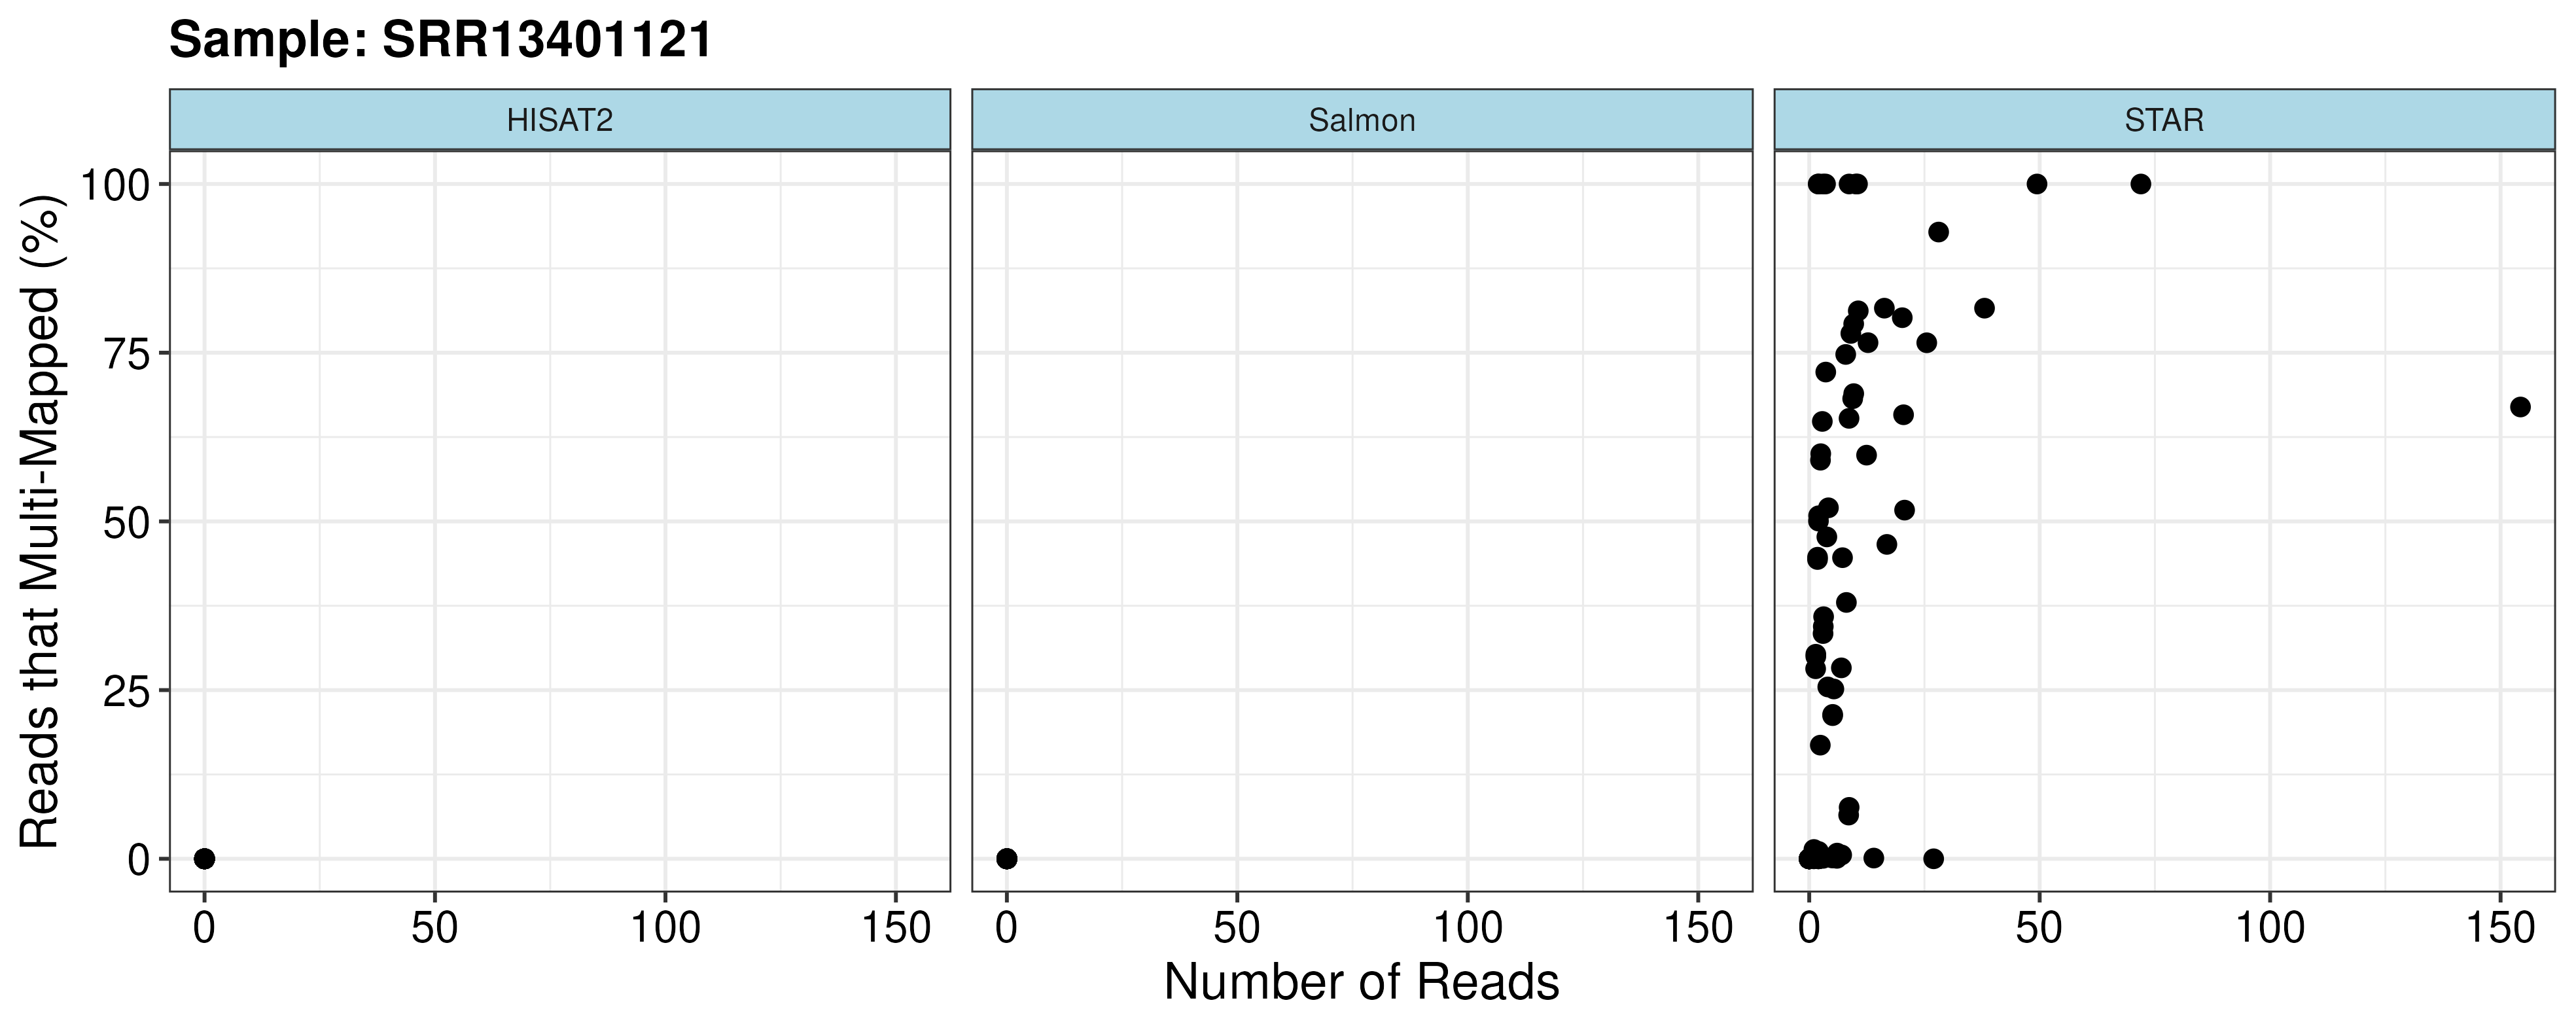 Sample: SRR13401121
HISAT2
Salmon
STAR
Reads that Multi-Mapped (%)
100
75
50
25
0
0 50 100 150
0 50 100 150
0 50 100 150
Number of Reads